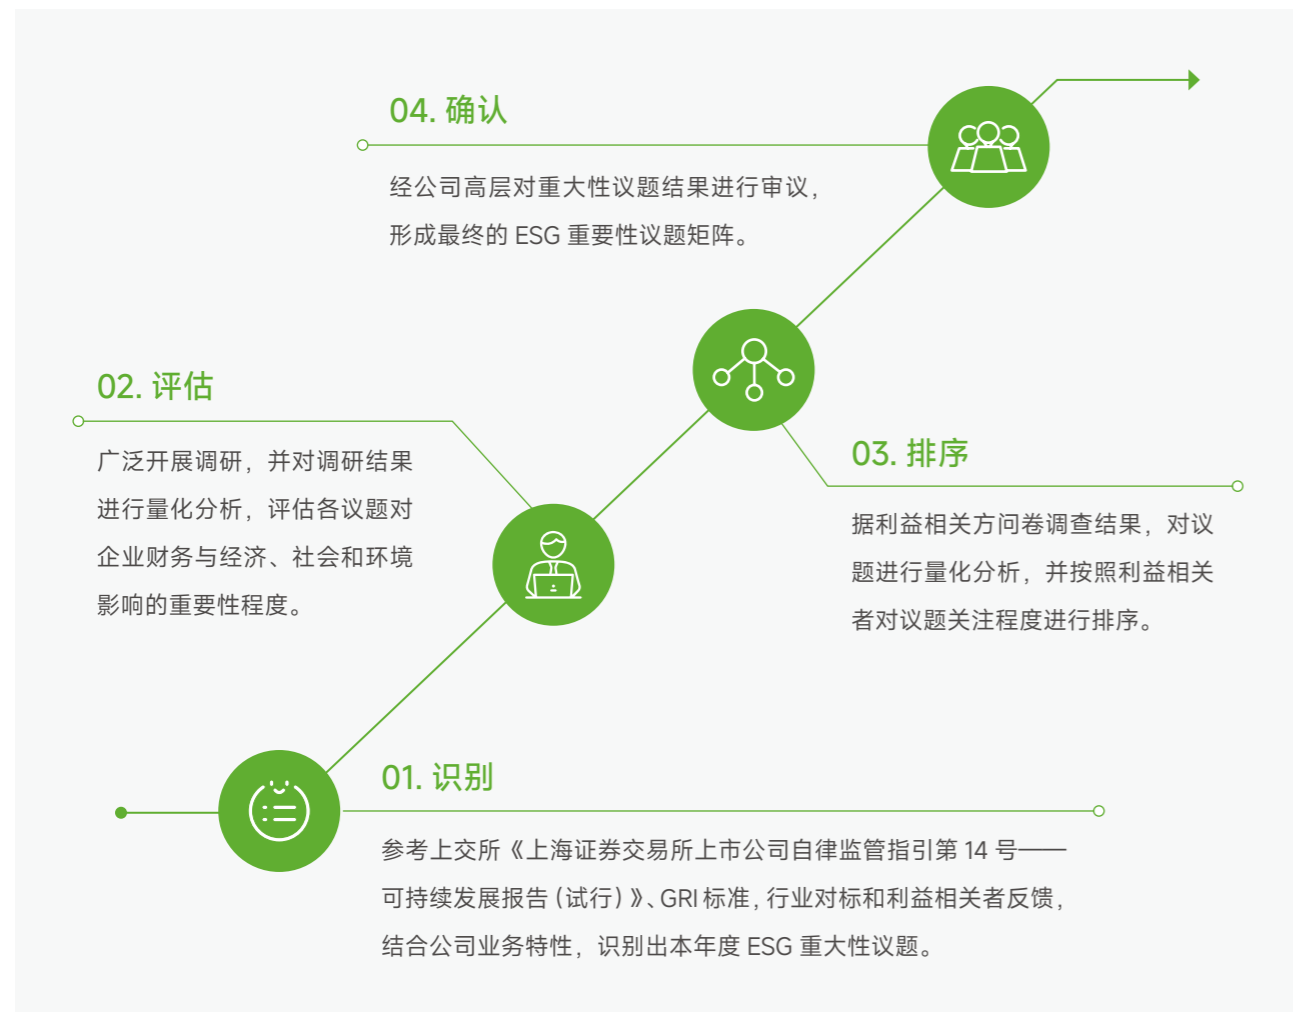 04. 确认
经公司高层对重大性议题结果进行审议，
形成最终的 ESG 重要性议题矩阵。
02. 评估
广泛开展调研，并对调研结果
进行量化分析，评估各议题对
企业财务与经济、社会和环境
影响的重要性程度。
03. 排序
据利益相关方问卷调查结果，对议
题进行量化分析，并按照利益相关
者对议题关注程度进行排序。
01. 识别
参考上交所《上海证券交易所上市公司自律监管指引第 14 号——
可持续发展报告（试行）》、GRI 标准，行业对标和利益相关者反馈，
结合公司业务特性，识别出本年度 ESG 重大性议题。